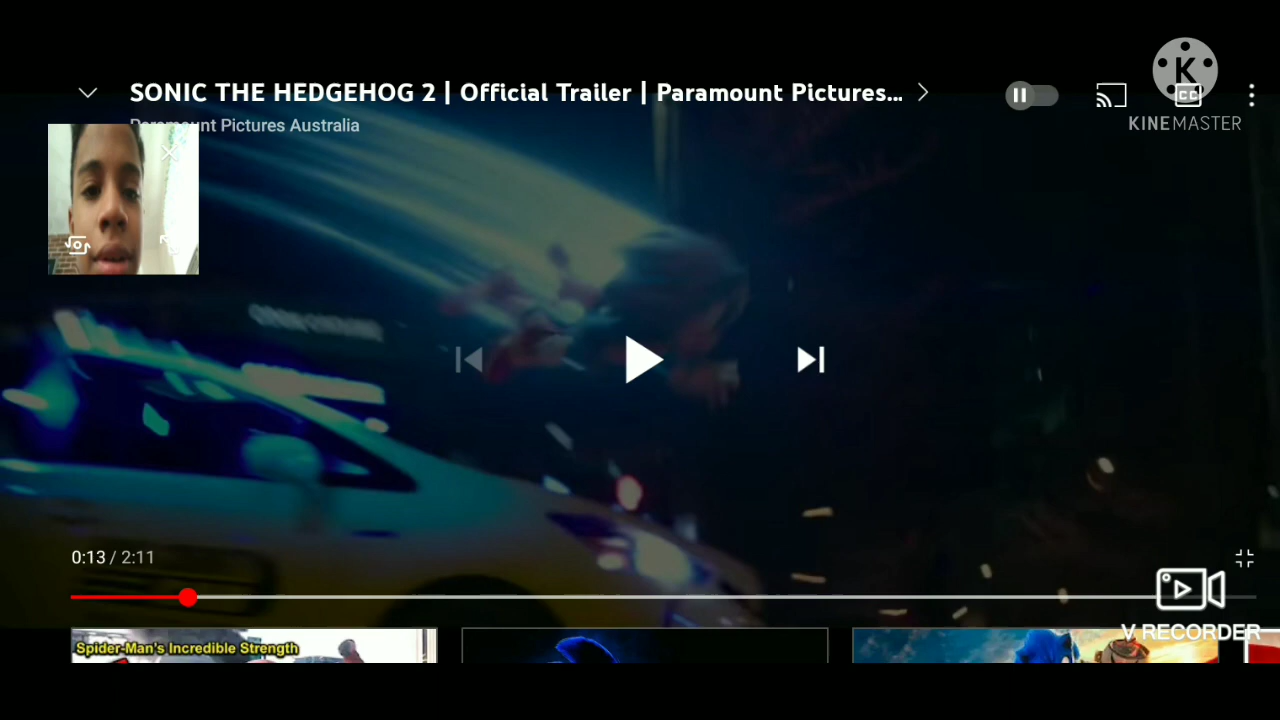 SONIC THE HEDGEHOG 2 | Official Trailer | Paramount Pictures...
Paramount Pictures Australia
K
CC
KINEMASTER
0:13 / 2:11
V RECORDER
Spider-Man's Incredible Strength